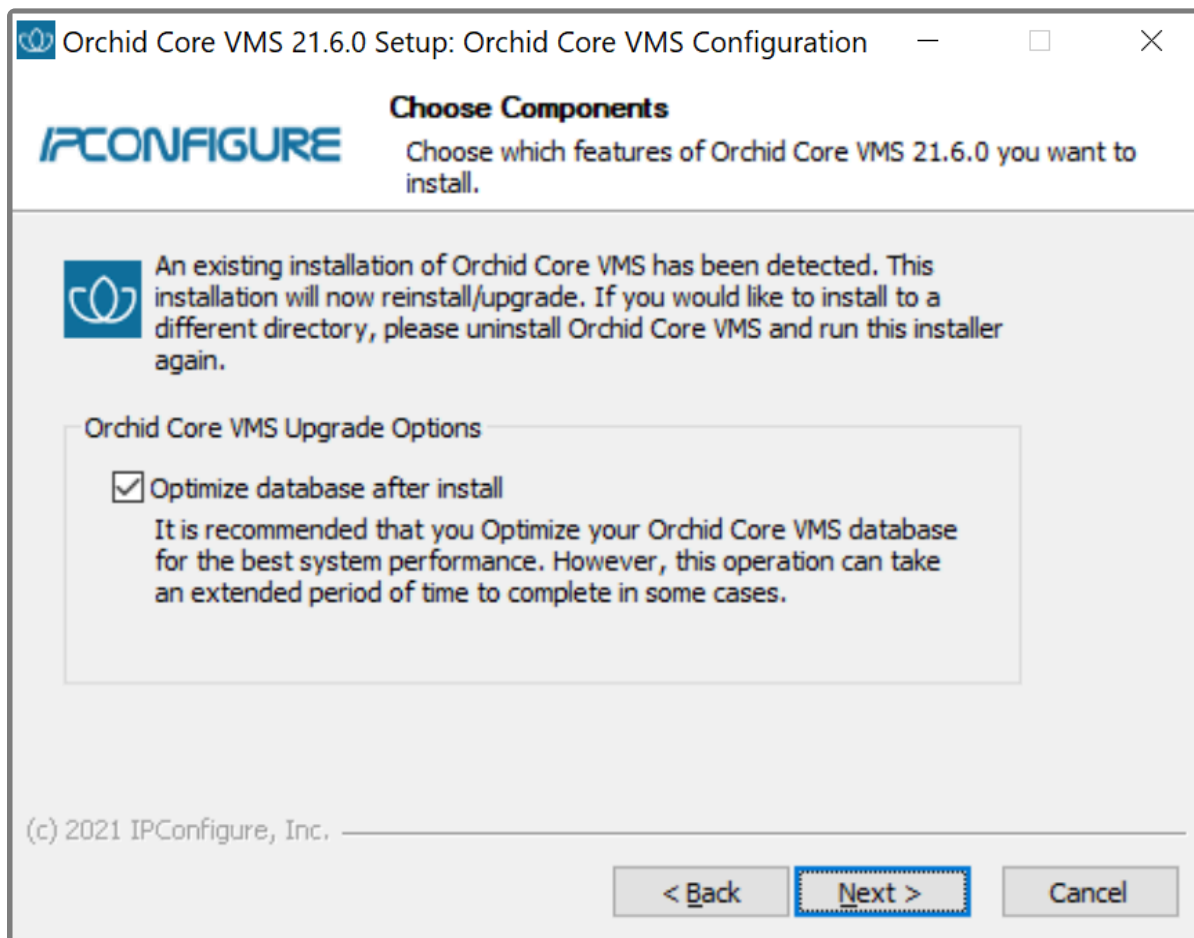 Orchid Core VMS 21.6.0 Setup: Orchid Core VMS Configuration
IPCONFIGURE
Choose Components
Choose which features of Orchid Core VMS 21.6.0 you want to
install.
An existing installation of Orchid Core VMS has been detected. This
installation will now reinstall/upgrade. If you would like to install to a
different directory, please uninstall Orchid Core VMS and run this installer
again.
Orchid Core VMS Upgrade Options
Optimize database after install
It is recommended that you Optimize your Orchid Core VMS database
for the best system performance. However, this operation can take
an extended period of time to complete in some cases.
(c) 2021 IPConfigure, Inc.
< Back Next > Cancel